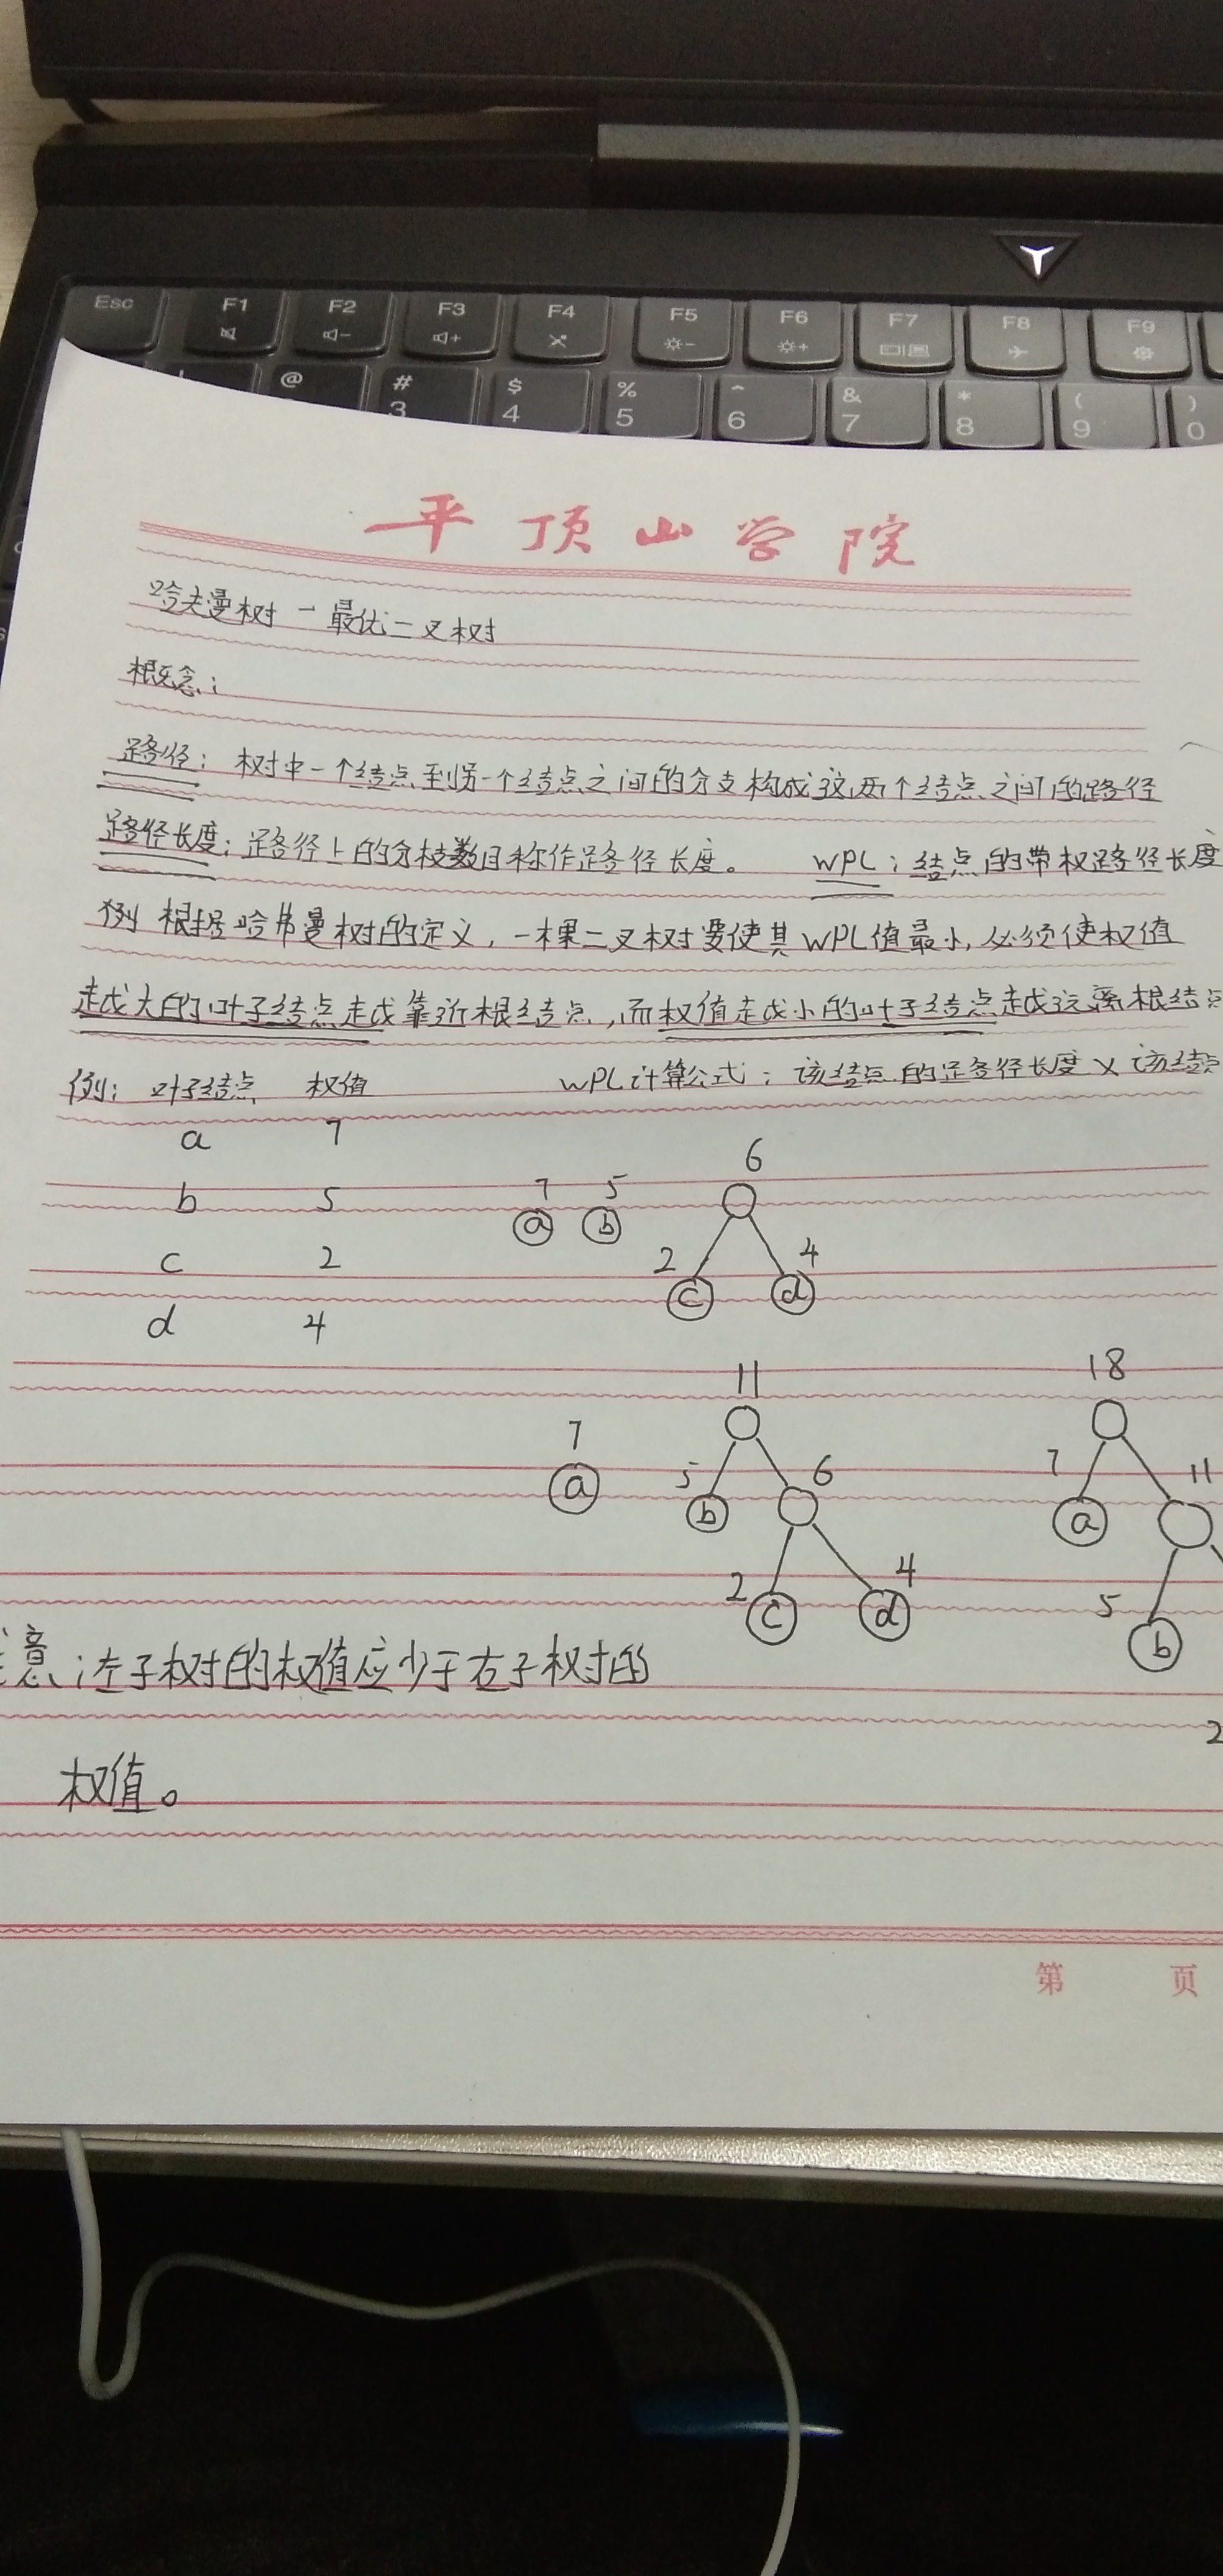 Esc F1 F2 F3 F4 F5 F6 F7 F8 F9
@ # $ % ^ & * ( )
3 4 5 6 7 8 9 0
平顶山学院
哈夫曼树一最优二叉树
概念:
路径: 树中一个结点到另一个结点之间的分支构成这两个结点之间的路径
路径长度: 路径上的分枝数目称作路径长度。 WPL: 结点的带权路径长度
例 根据哈弗曼树的定义,一棵二叉树要使其WPL值最小,必须使权值
越大的叶子结点越靠近根结点,而权值越小的叶子结点越远离根结点
例: 叶子结点 权值 WPL计算公式: 该结点的路径长度×该结点
a 7
b 5
c 2
d 4
6
7 5
a b
2 4
c d
11
7
a
5 6
b
2 4
c d
18
7 11
a
5
b
2
意:左子树的权值应少于右子树的
权值。
第 页